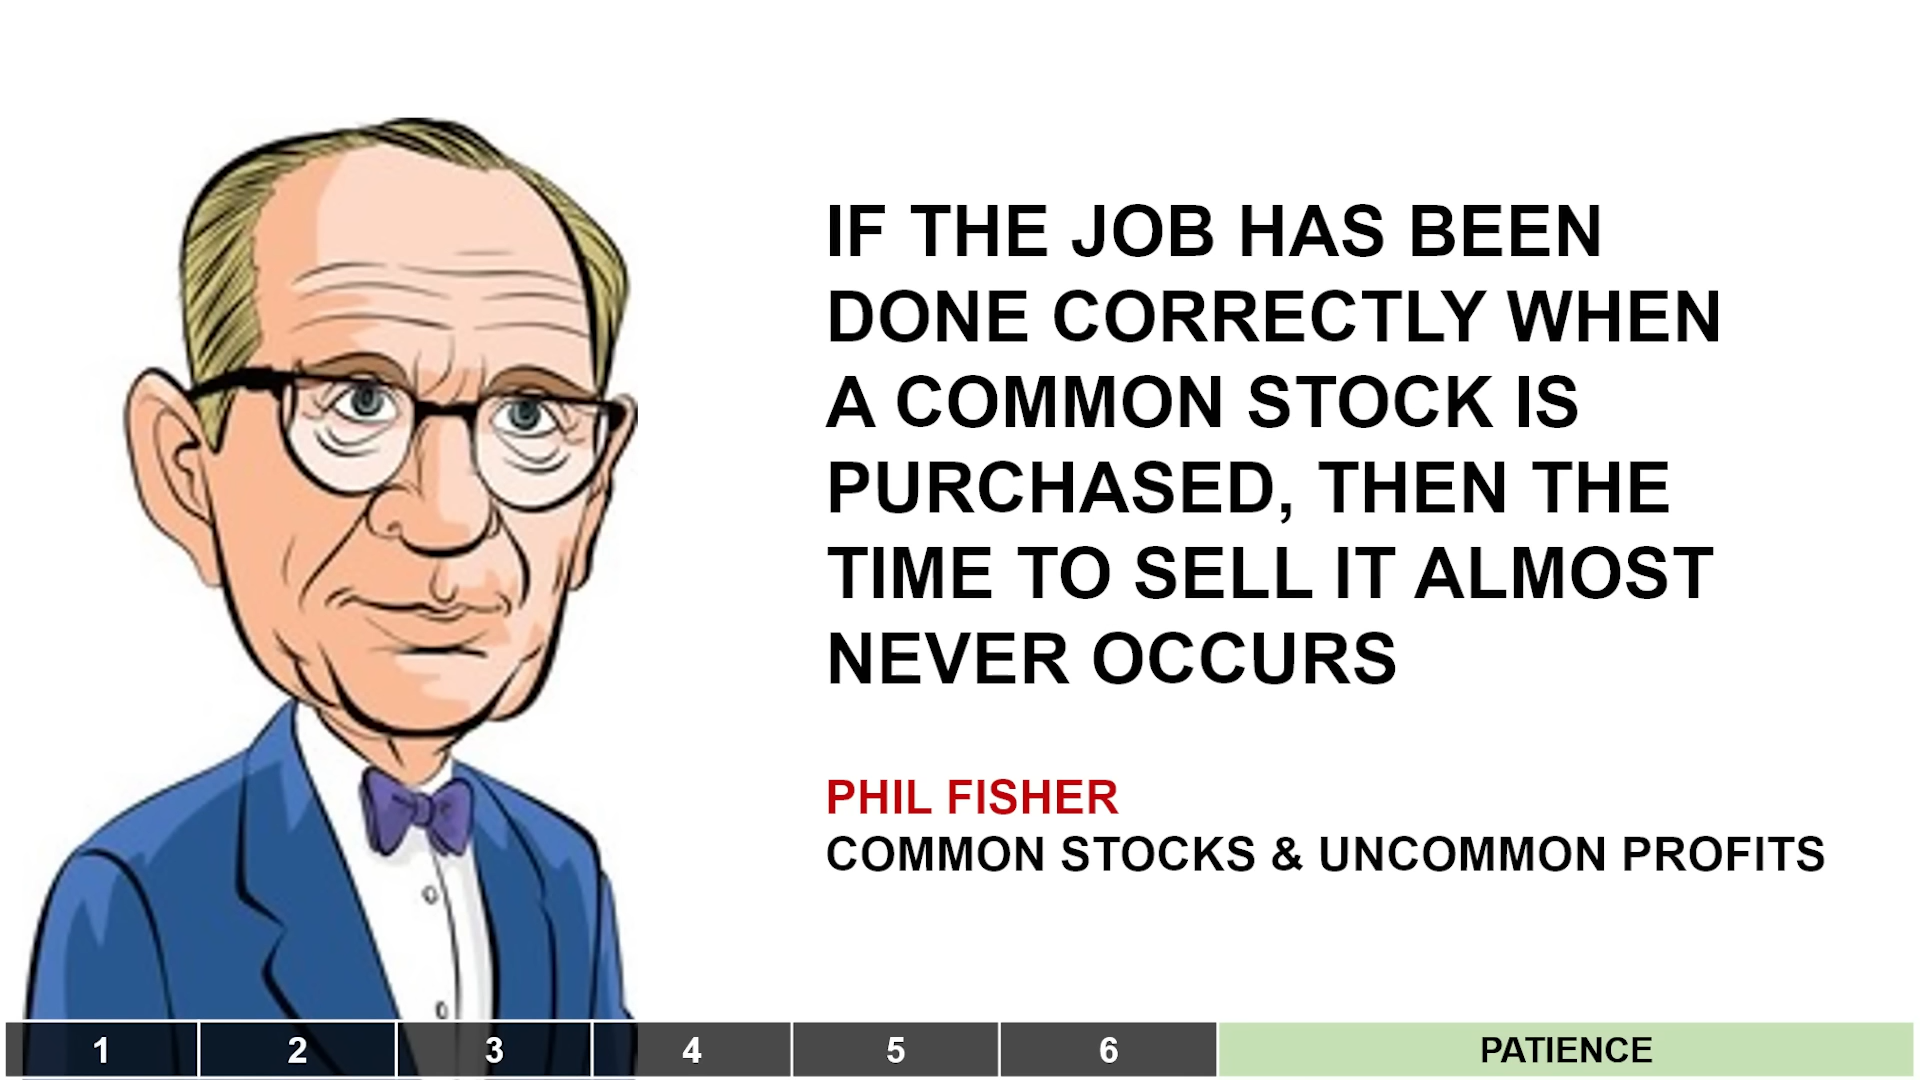 IF THE JOB HAS BEEN
DONE CORRECTLY WHEN
A COMMON STOCK IS
PURCHASED, THEN THE
TIME TO SELL IT ALMOST
NEVER OCCURS
PHIL FISHER
COMMON STOCKS & UNCOMMON PROFITS
1 2 3 4 5 6 PATIENCE